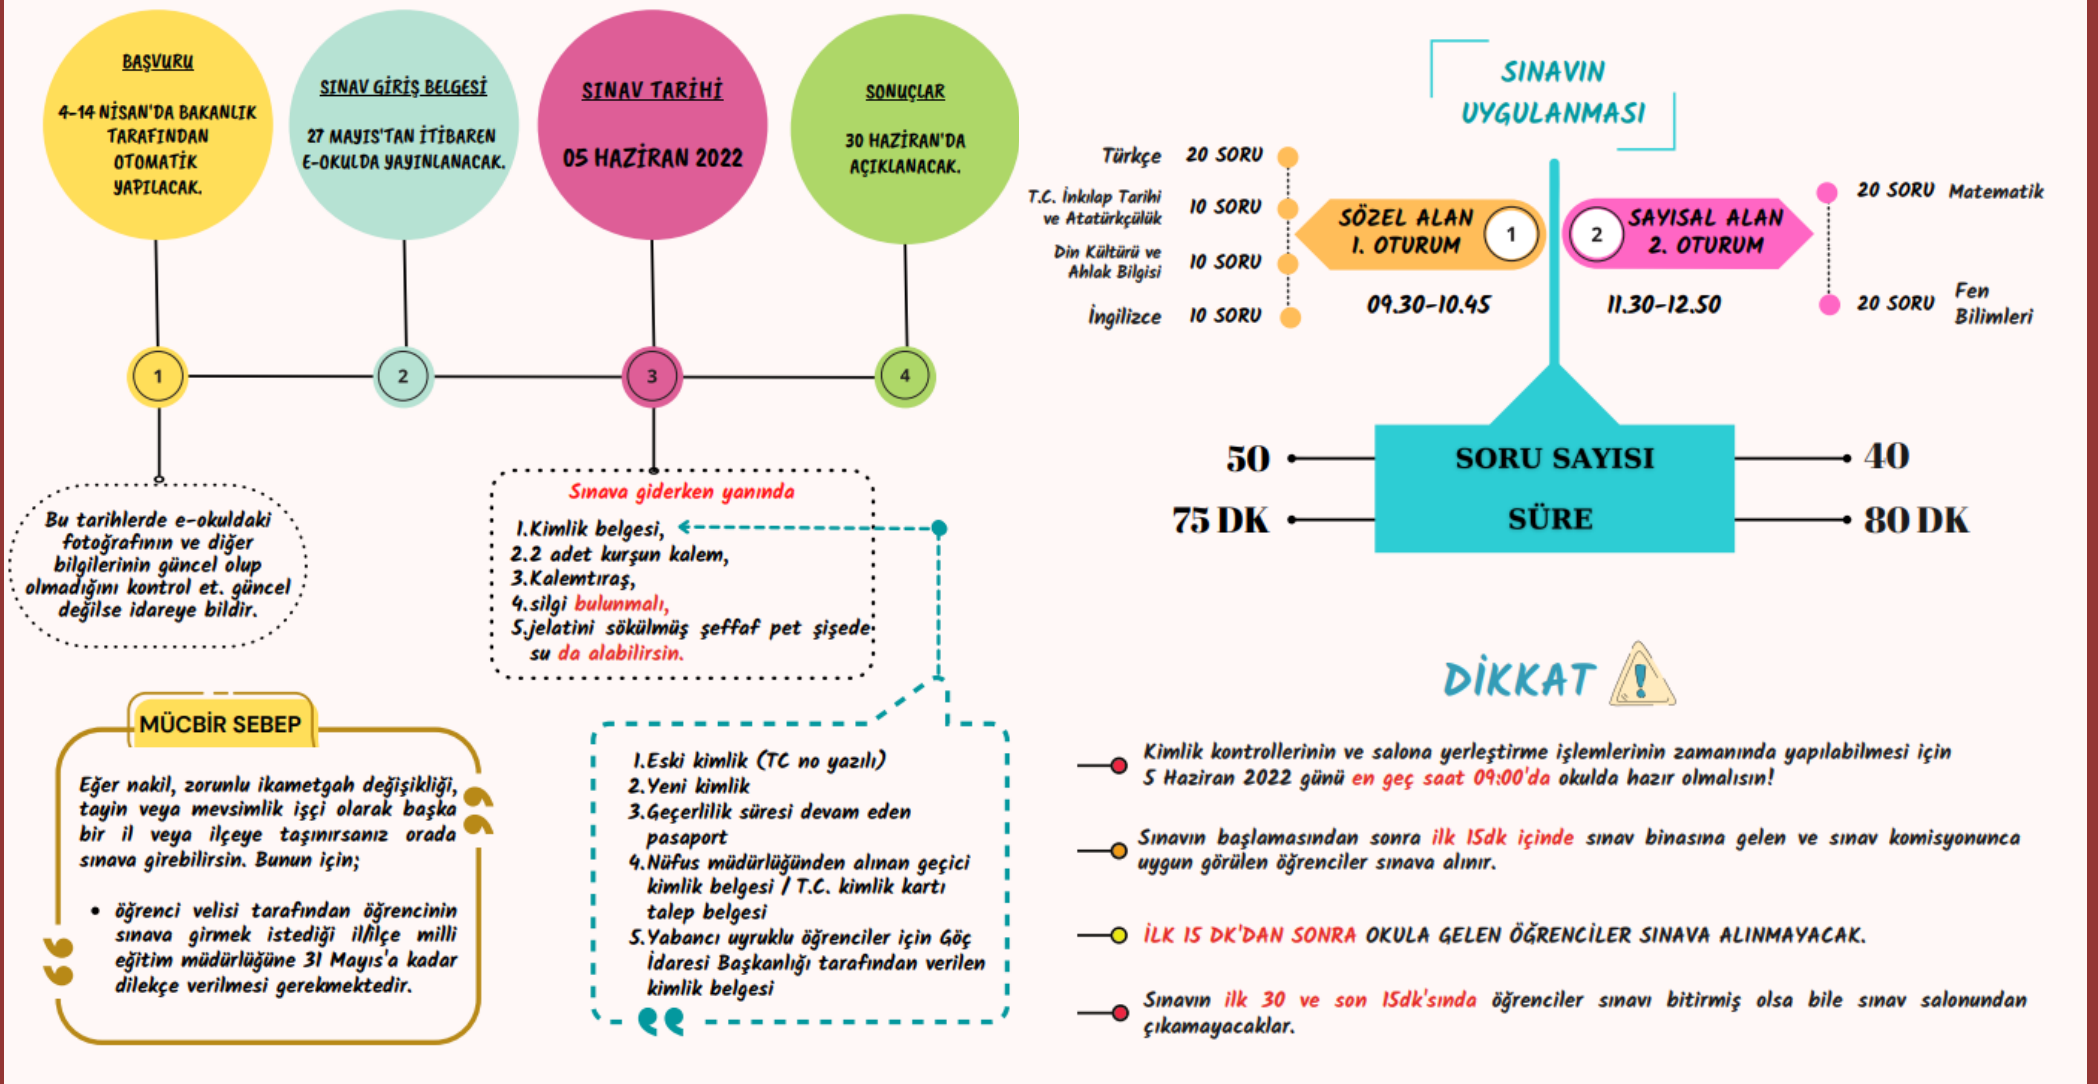 BAŞVURU
4-14 NİSAN'DA BAKANLIK
TARAFINDAN
OTOMATİK
YAPILACAK.
SINAV GİRİŞ BELGESİ
27 MAYIS'TAN İTİBAREN
E-OKULDA YAYINLANACAK.
SINAV TARİHİ
05 HAZİRAN 2022
SONUÇLAR
30 HAZİRAN'DA
AÇIKLANACAK.
1
2
3
4
Bu tarihlerde e-okuldaki
fotoğrafının ve diğer
bilgilerinin güncel olup
olmadığını kontrol et. güncel
değilse idareye bildir.
Sınava giderken yanında
1.Kimlik belgesi,
2.2 adet kurşun kalem,
3.Kalemtıraş,
4.silgi bulunmalı,
5.jelatini sökülmüş şeffaf pet şişede
su da alabilirsin.
MÜCBİR SEBEP
Eğer nakil, zorunlu ikametgah değişikliği,
tayin veya mevsimlik işçi olarak başka
bir il veya ilçeye taşınırsanız orada
sınava girebilirsin. Bunun için;
• öğrenci velisi tarafından öğrencinin
sınava girmek istediği il/ilçe milli
eğitim müdürlüğüne 31 Mayıs'a kadar
dilekçe verilmesi gerekmektedir.
1.Eski kimlik (TC no yazılı)
2.Yeni kimlik
3.Geçerlilik süresi devam eden
pasaport
4.Nüfus müdürlüğünden alınan geçici
kimlik belgesi / T.C. kimlik kartı
talep belgesi
5.Yabancı uyruklu öğrenciler için Göç
İdaresi Başkanlığı tarafından verilen
kimlik belgesi
SINAVIN
UYGULANMASI
Türkçe 20 SORU
T.C. İnkılap Tarihi
ve Atatürkçülük 10 SORU
Din Kültürü ve
Ahlak Bilgisi 10 SORU
İngilizce 10 SORU
SÖZEL ALAN
1. OTURUM
1
09.30-10.45
2
SAYISAL ALAN
2. OTURUM
11.30-12.50
20 SORU Matematik
20 SORU Fen
Bilimleri
50 SORU SAYISI 40
75 DK SÜRE 80 DK
DİKKAT
Kimlik kontrollerinin ve salona yerleştirme işlemlerinin zamanında yapılabilmesi için
5 Haziran 2022 günü en geç saat 09:00'da okulda hazır olmalısın!
Sınavın başlamasından sonra ilk 15dk içinde sınav binasına gelen ve sınav komisyonunca
uygun görülen öğrenciler sınava alınır.
İLK 15 DK'DAN SONRA OKULA GELEN ÖĞRENCİLER SINAVA ALINMAYACAK.
Sınavın ilk 30 ve son 15dk'sında öğrenciler sınavı bitirmiş olsa bile sınav salonundan
çıkamayacaklar.